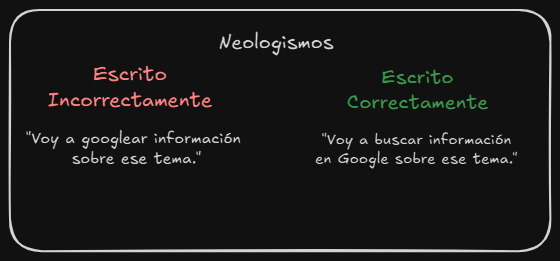 Neologismos
Escrito
Incorrectamente
"Voy a googlear información
sobre ese tema."
Escrito
Correctamente
"Voy a buscar información
en Google sobre ese tema."